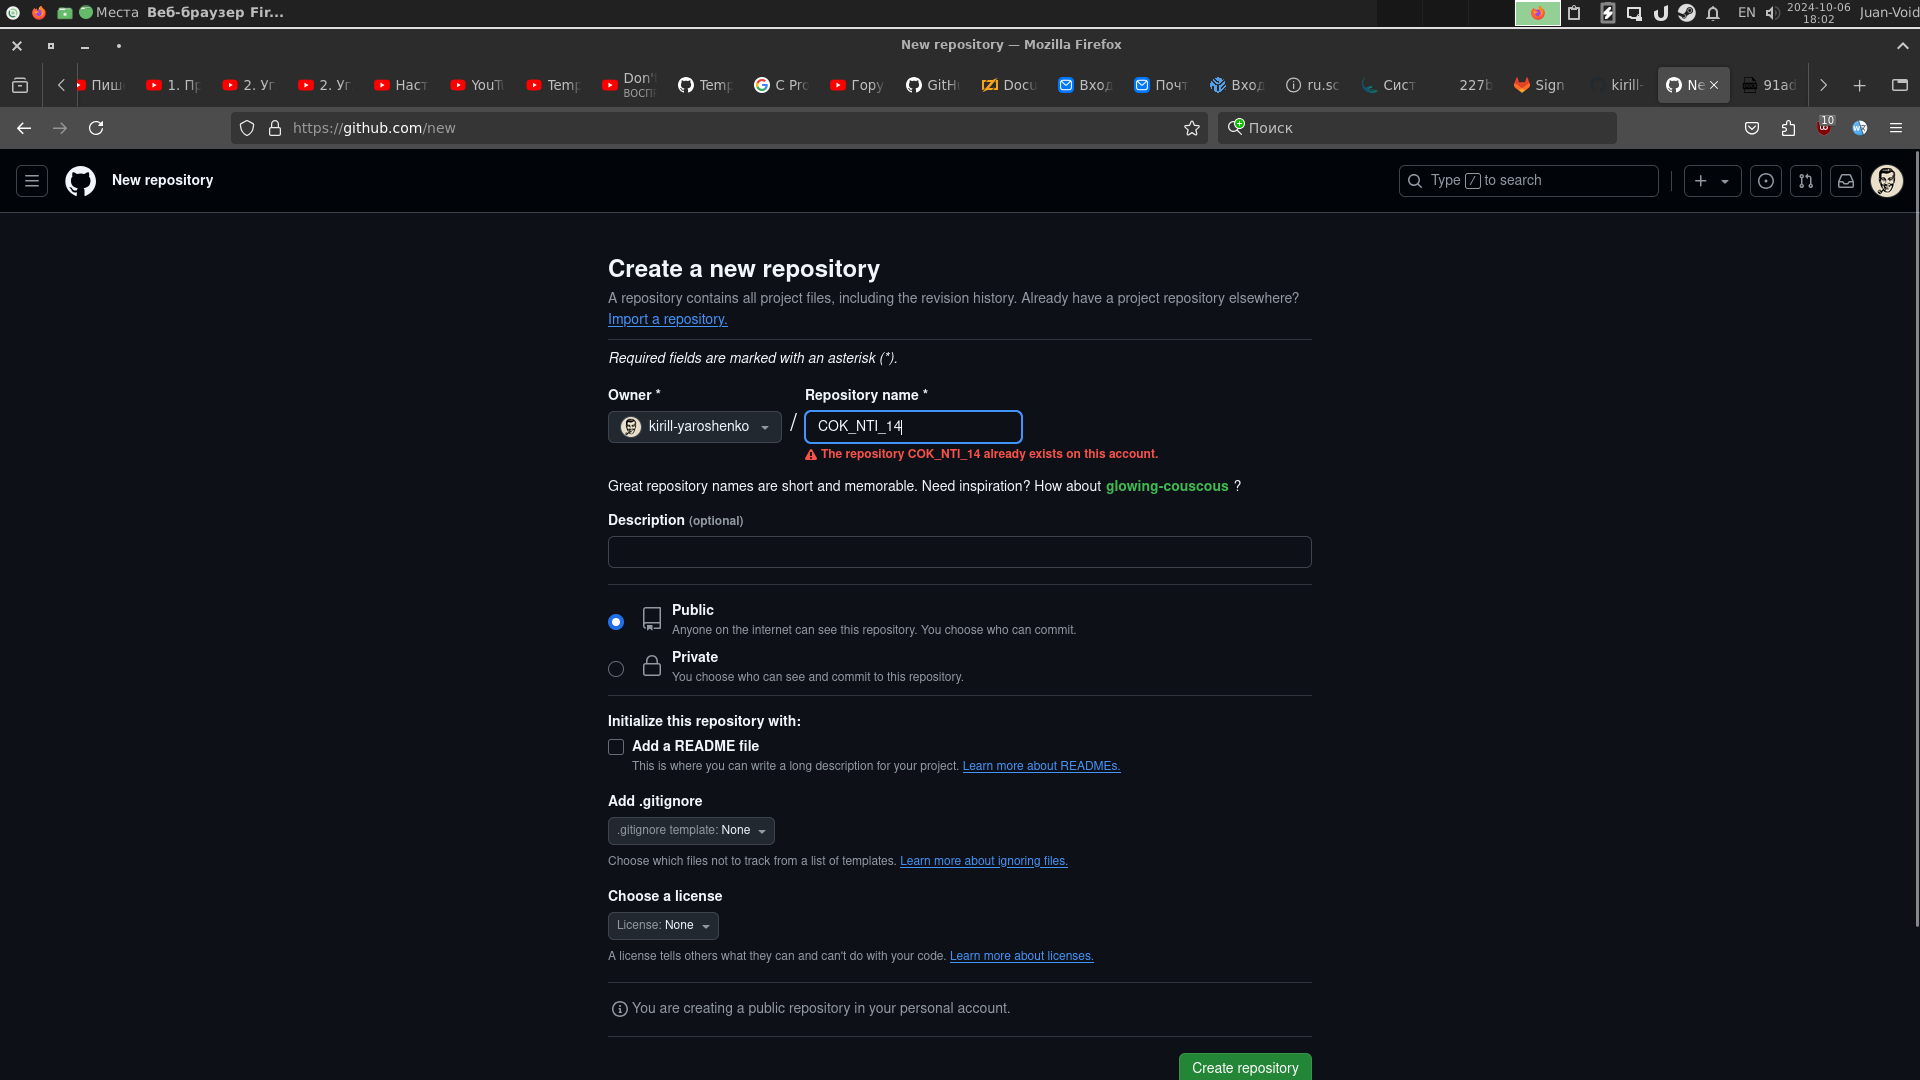 Места Веб-браузер Fir... EN 2024-10-06 Juan-Void
18:02
New repository — Mozilla Firefox
Пиш 1. Пр 2. Уг 2. Уг Наст YouTu Temp Don't Temp C Pro Гору GitHu Docu Вход Почт Вход ru.sc Сист 227b Sign kirill- Ne 91ad
ВОСПР
https://github.com/new Поиск 10
New repository Type / to search
Create a new repository
A repository contains all project files, including the revision history. Already have a project repository elsewhere?
Import a repository.
Required fields are marked with an asterisk (*).
Owner * Repository name *
kirill-yaroshenko / COK_NTI_14
The repository COK_NTI_14 already exists on this account.
Great repository names are short and memorable. Need inspiration? How about glowing-couscous ?
Description (optional)
Public
Anyone on the internet can see this repository. You choose who can commit.
Private
You choose who can see and commit to this repository.
Initialize this repository with:
Add a README file
This is where you can write a long description for your project. Learn more about READMEs.
Add .gitignore
.gitignore template: None
Choose which files not to track from a list of templates. Learn more about ignoring files.
Choose a license
License: None
A license tells others what they can and can't do with your code. Learn more about licenses.
You are creating a public repository in your personal account.
Create repository